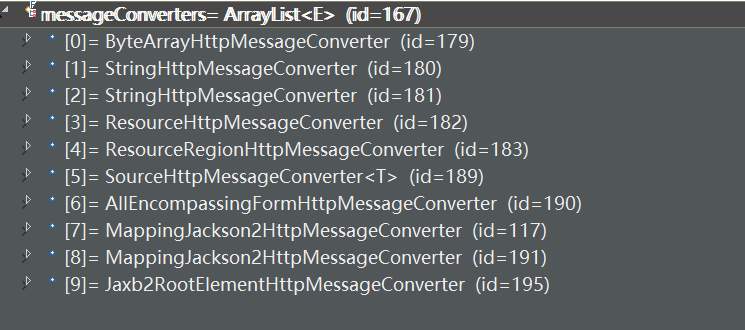 messageConverters= ArrayList<E> (id=167)
[0]= ByteArrayHttpMessageConverter (id=179)
[1]= StringHttpMessageConverter (id=180)
[2]= StringHttpMessageConverter (id=181)
[3]= ResourceHttpMessageConverter (id=182)
[4]= ResourceRegionHttpMessageConverter (id=183)
[5]= SourceHttpMessageConverter<T> (id=189)
[6]= AllEncompassingFormHttpMessageConverter (id=190)
[7]= MappingJackson2HttpMessageConverter (id=117)
[8]= MappingJackson2HttpMessageConverter (id=191)
[9]= Jaxb2RootElementHttpMessageConverter (id=195)